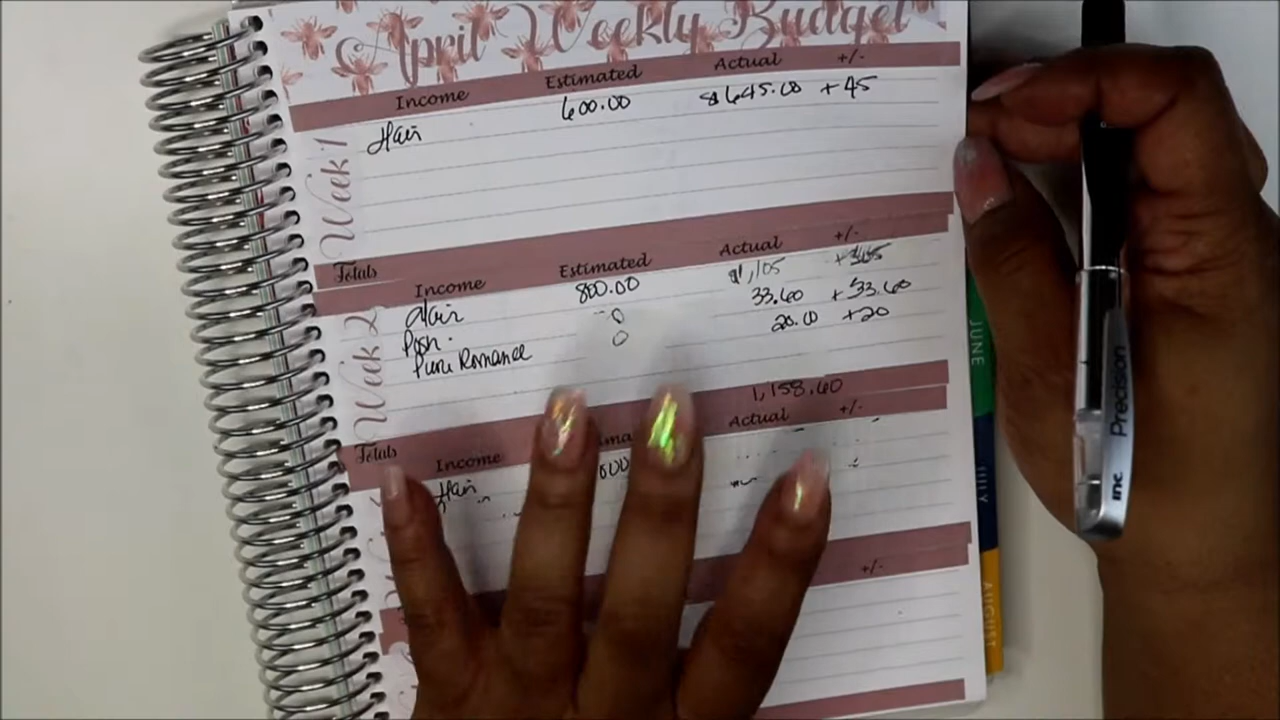 April Weekly Budget
Income Estimated Actual +/-
Hair 600.00 $645.00 +45
Week 1
Totals
Income Estimated Actual +/-
Hair 800.00 $1,105 +305
Posh 0 33.60 +33.60
Pure Romance 0 20.00 +20
Week 2
Totals 1,158.60
Income Actual +/-
Hair
+/-
JUNE
JULY
AUGUST
inc Precision